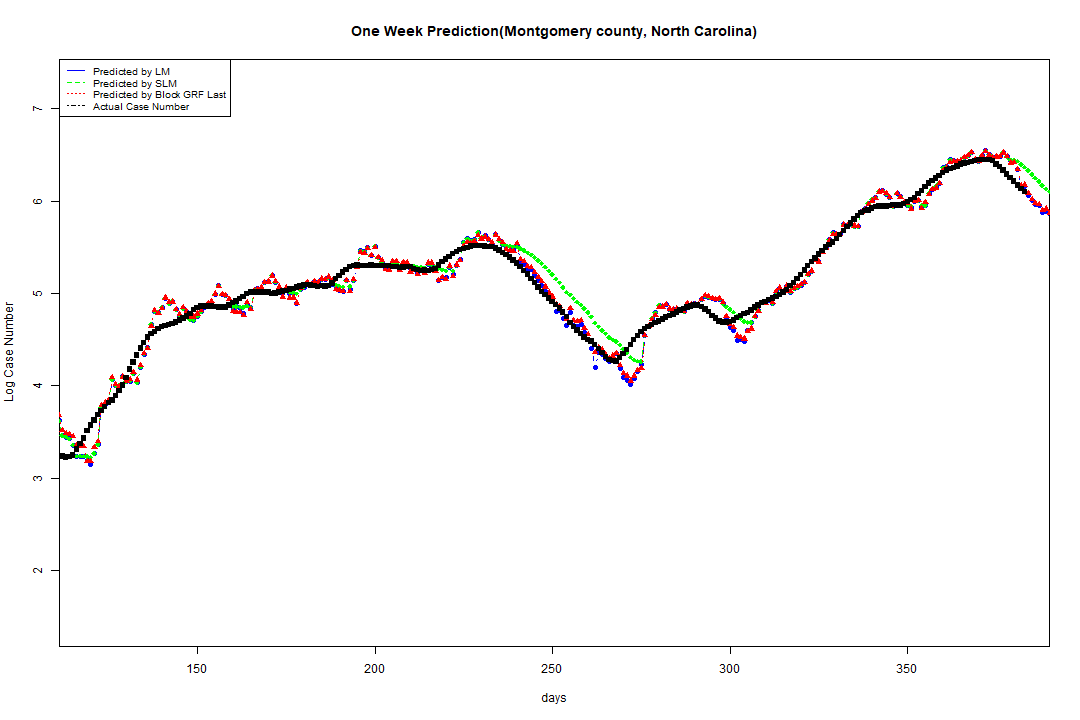 One Week Prediction(Montgomery county, North Carolina)
Predicted by LM
Predicted by SLM
Predicted by Block GRF Last
Actual Case Number
7
6
5
4
3
2
Log Case Number
150
200
250
300
350
days